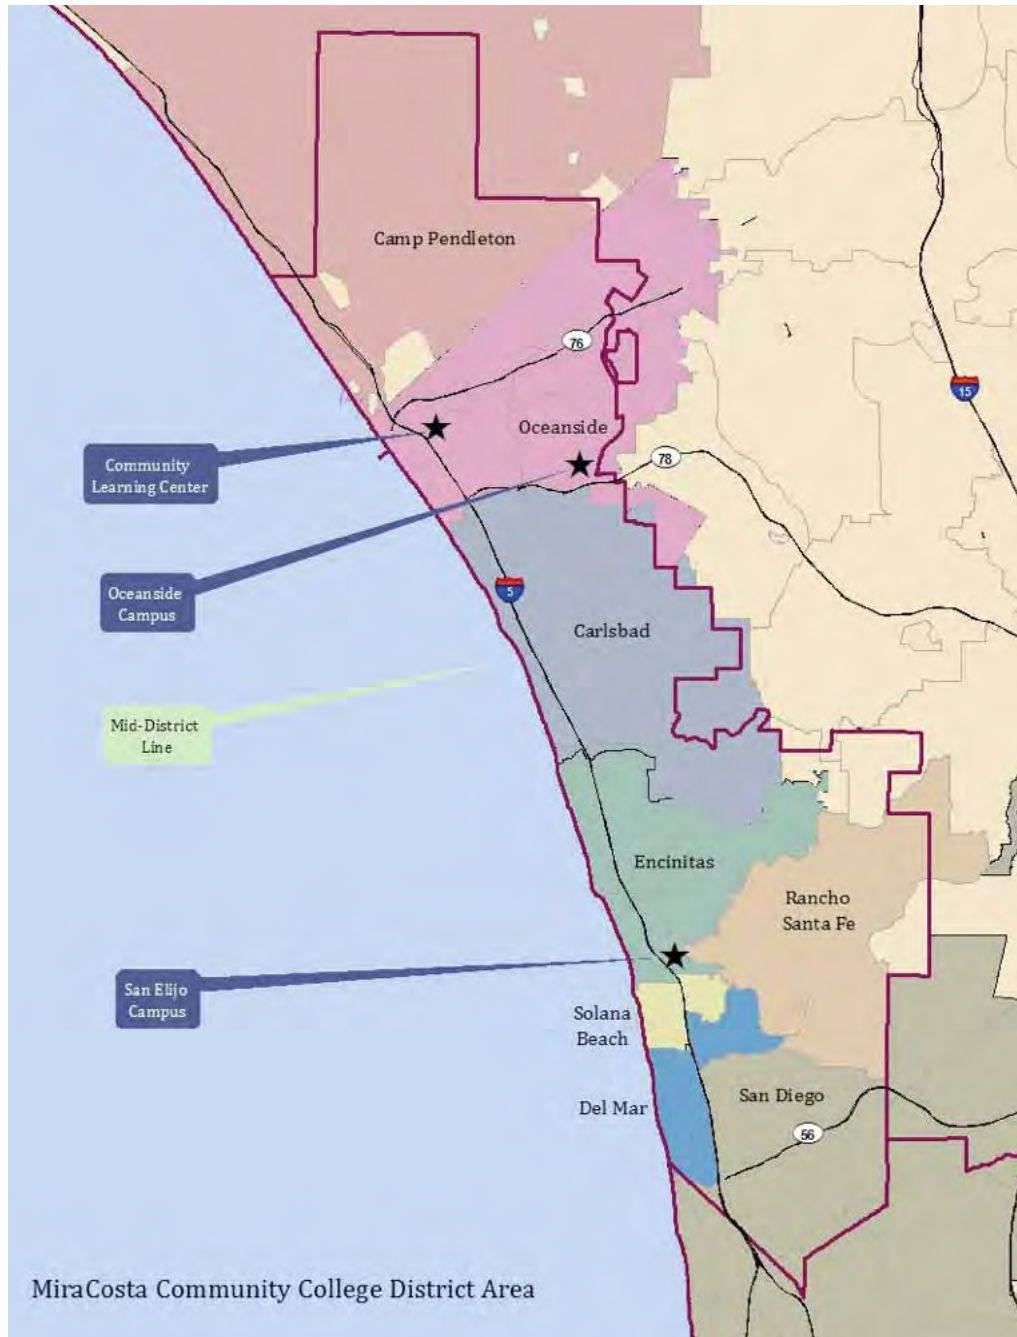 Camp Pendleton
76
15
Oceanside
78
Community
Learning Center
Oceanside
Campus
5
Carlsbad
Mid-District
Line
Encinitas
Rancho
Santa Fe
San Elijo
Campus
Solana
Beach
San Diego
Del Mar
56
MiraCosta Community College District Area